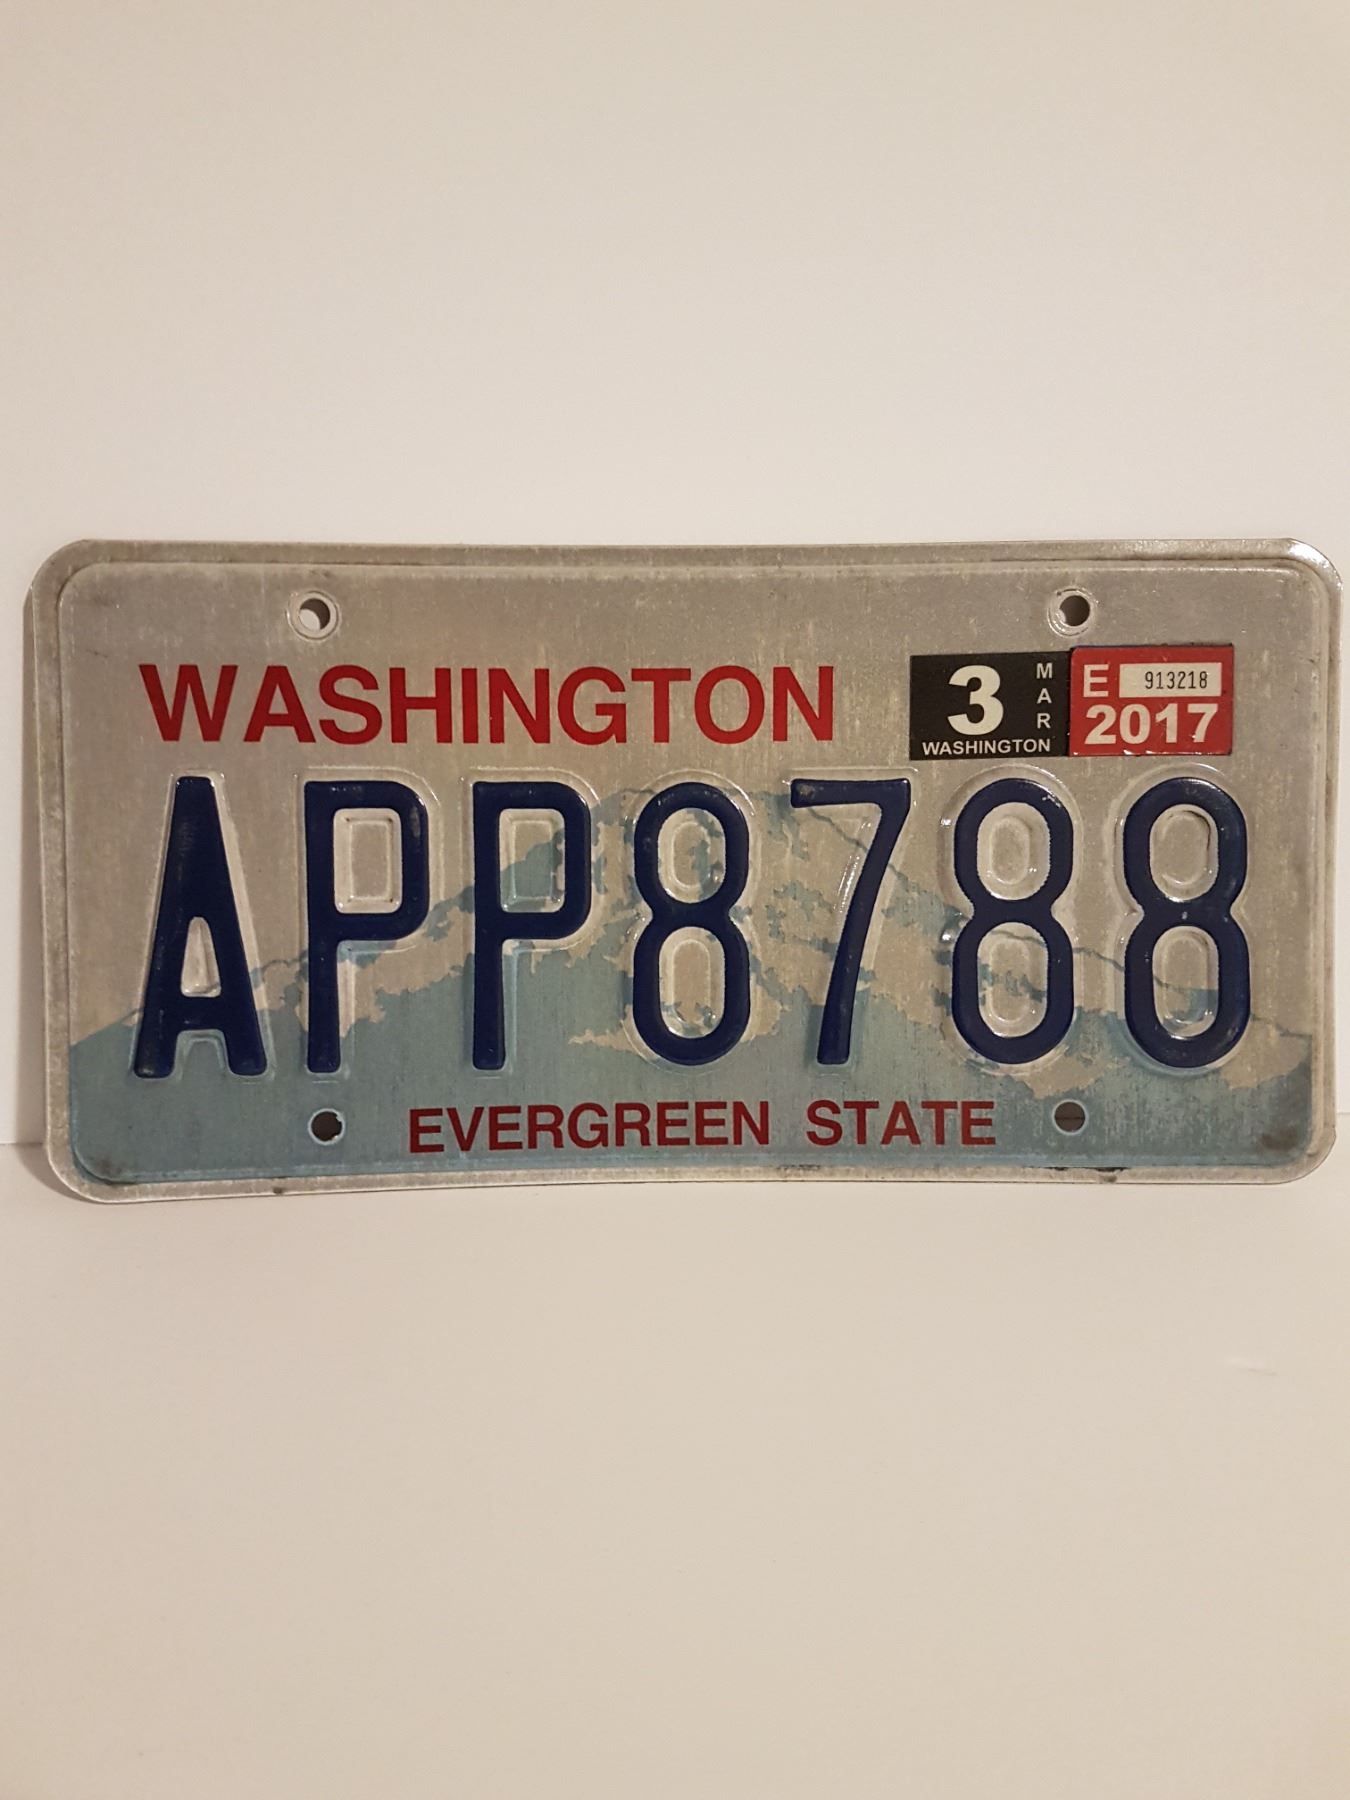 WASHINGTON
3 MAR
WASHINGTON
E 913218
2017
APP8788
EVERGREEN STATE